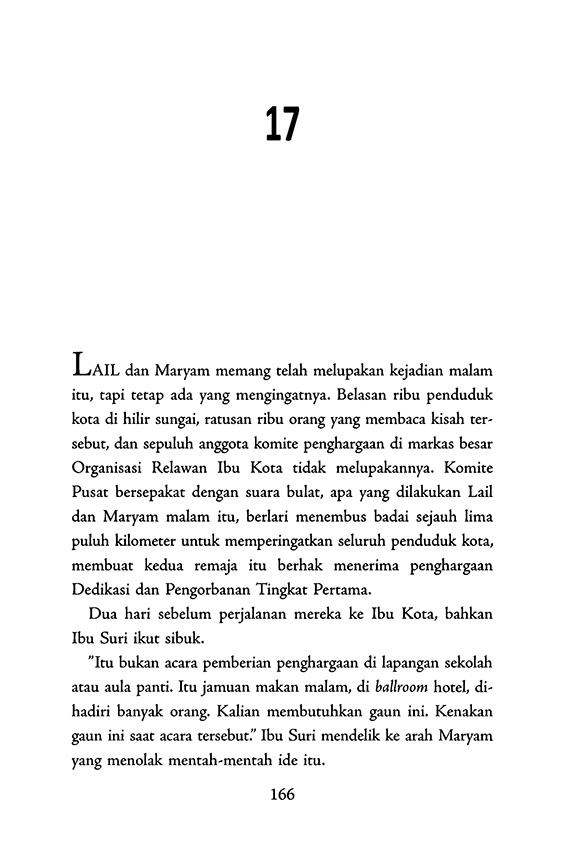 17
LAIL dan Maryam memang telah melupakan kejadian malam
itu, tapi tetap ada yang mengingatnya. Belasan ribu penduduk
kota di hilir sungai, ratusan ribu orang yang membaca kisah ter-
sebut, dan sepuluh anggota komite penghargaan di markas besar
Organisasi Relawan Ibu Kota tidak melupakannya. Komite
Pusat bersepakat dengan suara bulat, apa yang dilakukan Lail
dan Maryam malam itu, berlari menembus badai sejauh lima
puluh kilometer untuk memperingatkan seluruh penduduk kota,
membuat kedua remaja itu berhak menerima penghargaan
Dedikasi dan Pengorbanan Tingkat Pertama.
Dua hari sebelum perjalanan mereka ke Ibu Kota, bahkan
Ibu Suri ikut sibuk.
”Itu bukan acara pemberian penghargaan di lapangan sekolah
atau aula panti. Itu jamuan makan malam, di ballroom hotel, di-
hadiri banyak orang. Kalian membutuhkan gaun ini. Kenakan
gaun ini saat acara tersebut.” Ibu Suri mendelik ke arah Maryam
yang menolak mentah-mentah ide itu.
166